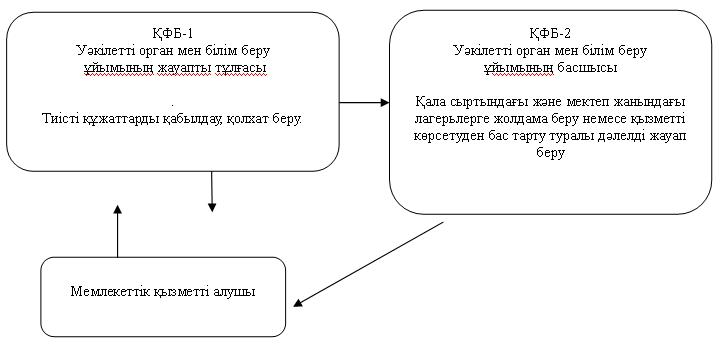 ҚФБ-1
Уәкілетті орган мен білім беру
ұйымының жауапты тұлғасы
.
Тиісті құжаттарды қабылдау, қолхат беру.
ҚФБ-2
Уәкілетті орган мен білім беру
ұйымының басшысы
Қала сыртындағы және мектеп жанындағы
лагерьлерге жолдама беру немесе қызметті
көрсетуден бас тарту туралы дәлелді жауап
беру
Мемлекеттік қызметті алушы